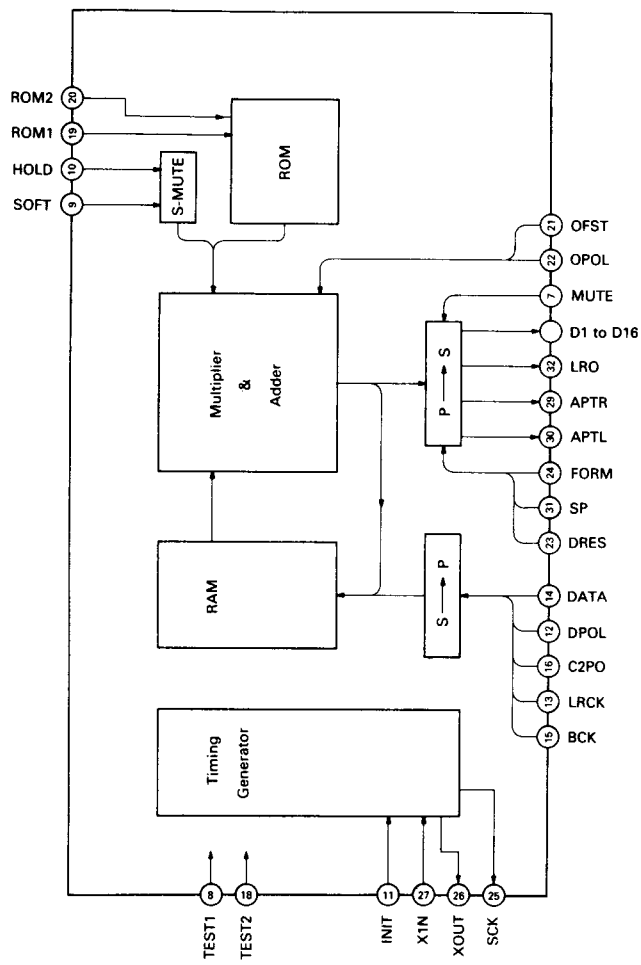 ROM2
20
ROM1
19
HOLD
10
SOFT
9
S-MUTE
ROM
Multiplier
&
Adder
RAM
Timing
Generator
P S
S P
21
OFST
22
OPOL
7
MUTE
D1 to D16
32
LRO
29
APTR
30
APTL
24
FORM
31
SP
23
DRES
14
DATA
12
DPOL
16
C2PO
13
LRCK
15
BCK
8
TEST1
18
TEST2
11
INIT
27
X1N
26
XOUT
25
SCK